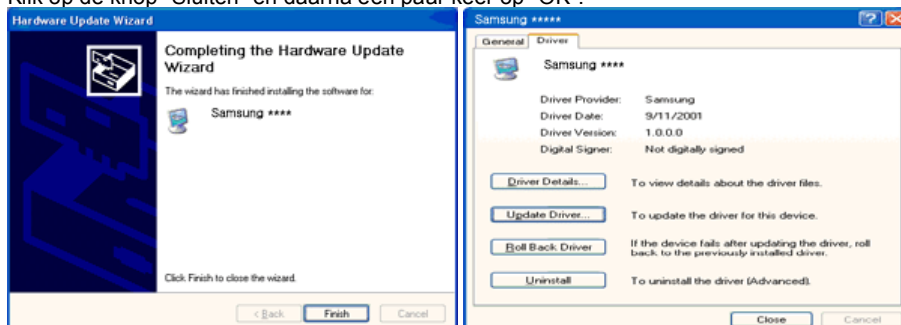 Klik op de knop "Sluiten" en daarna een paar keer op "OK".
Hardware Update Wizard
Completing the Hardware Update
Wizard
The wizard has finished installing the software for:
Samsung ****
Click Finish to close the wizard.
< Back
Finish
Cancel
Samsung *****
General
Driver
Samsung ****
Driver Provider: Samsung
Driver Date: 9/11/2001
Driver Version: 1.0.0.0
Digital Signer: Not digitally signed
Driver Details... To view details about the driver files.
Update Driver... To update the driver for this device.
Roll Back Driver If the device fails after updating the driver, roll
back to the previously installed driver.
Uninstall To uninstall the driver (Advanced).
Close
Cancel